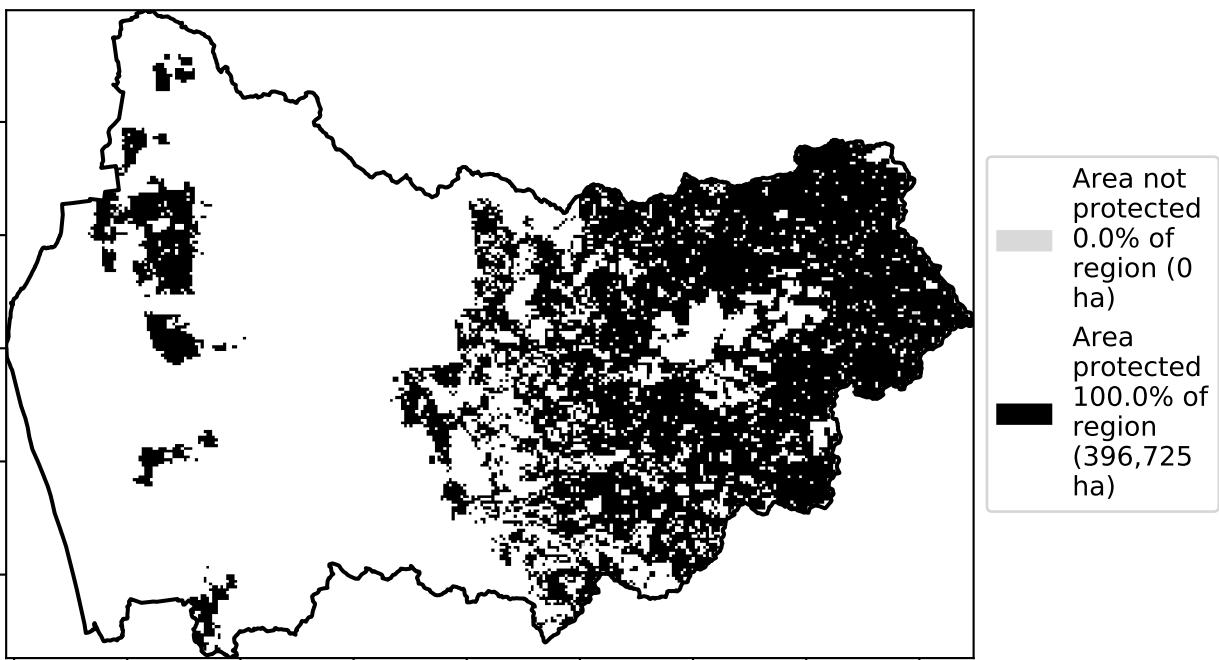 Area not
protected
0.0% of
region (0
ha)
Area
protected
100.0% of
region
(396,725
ha)